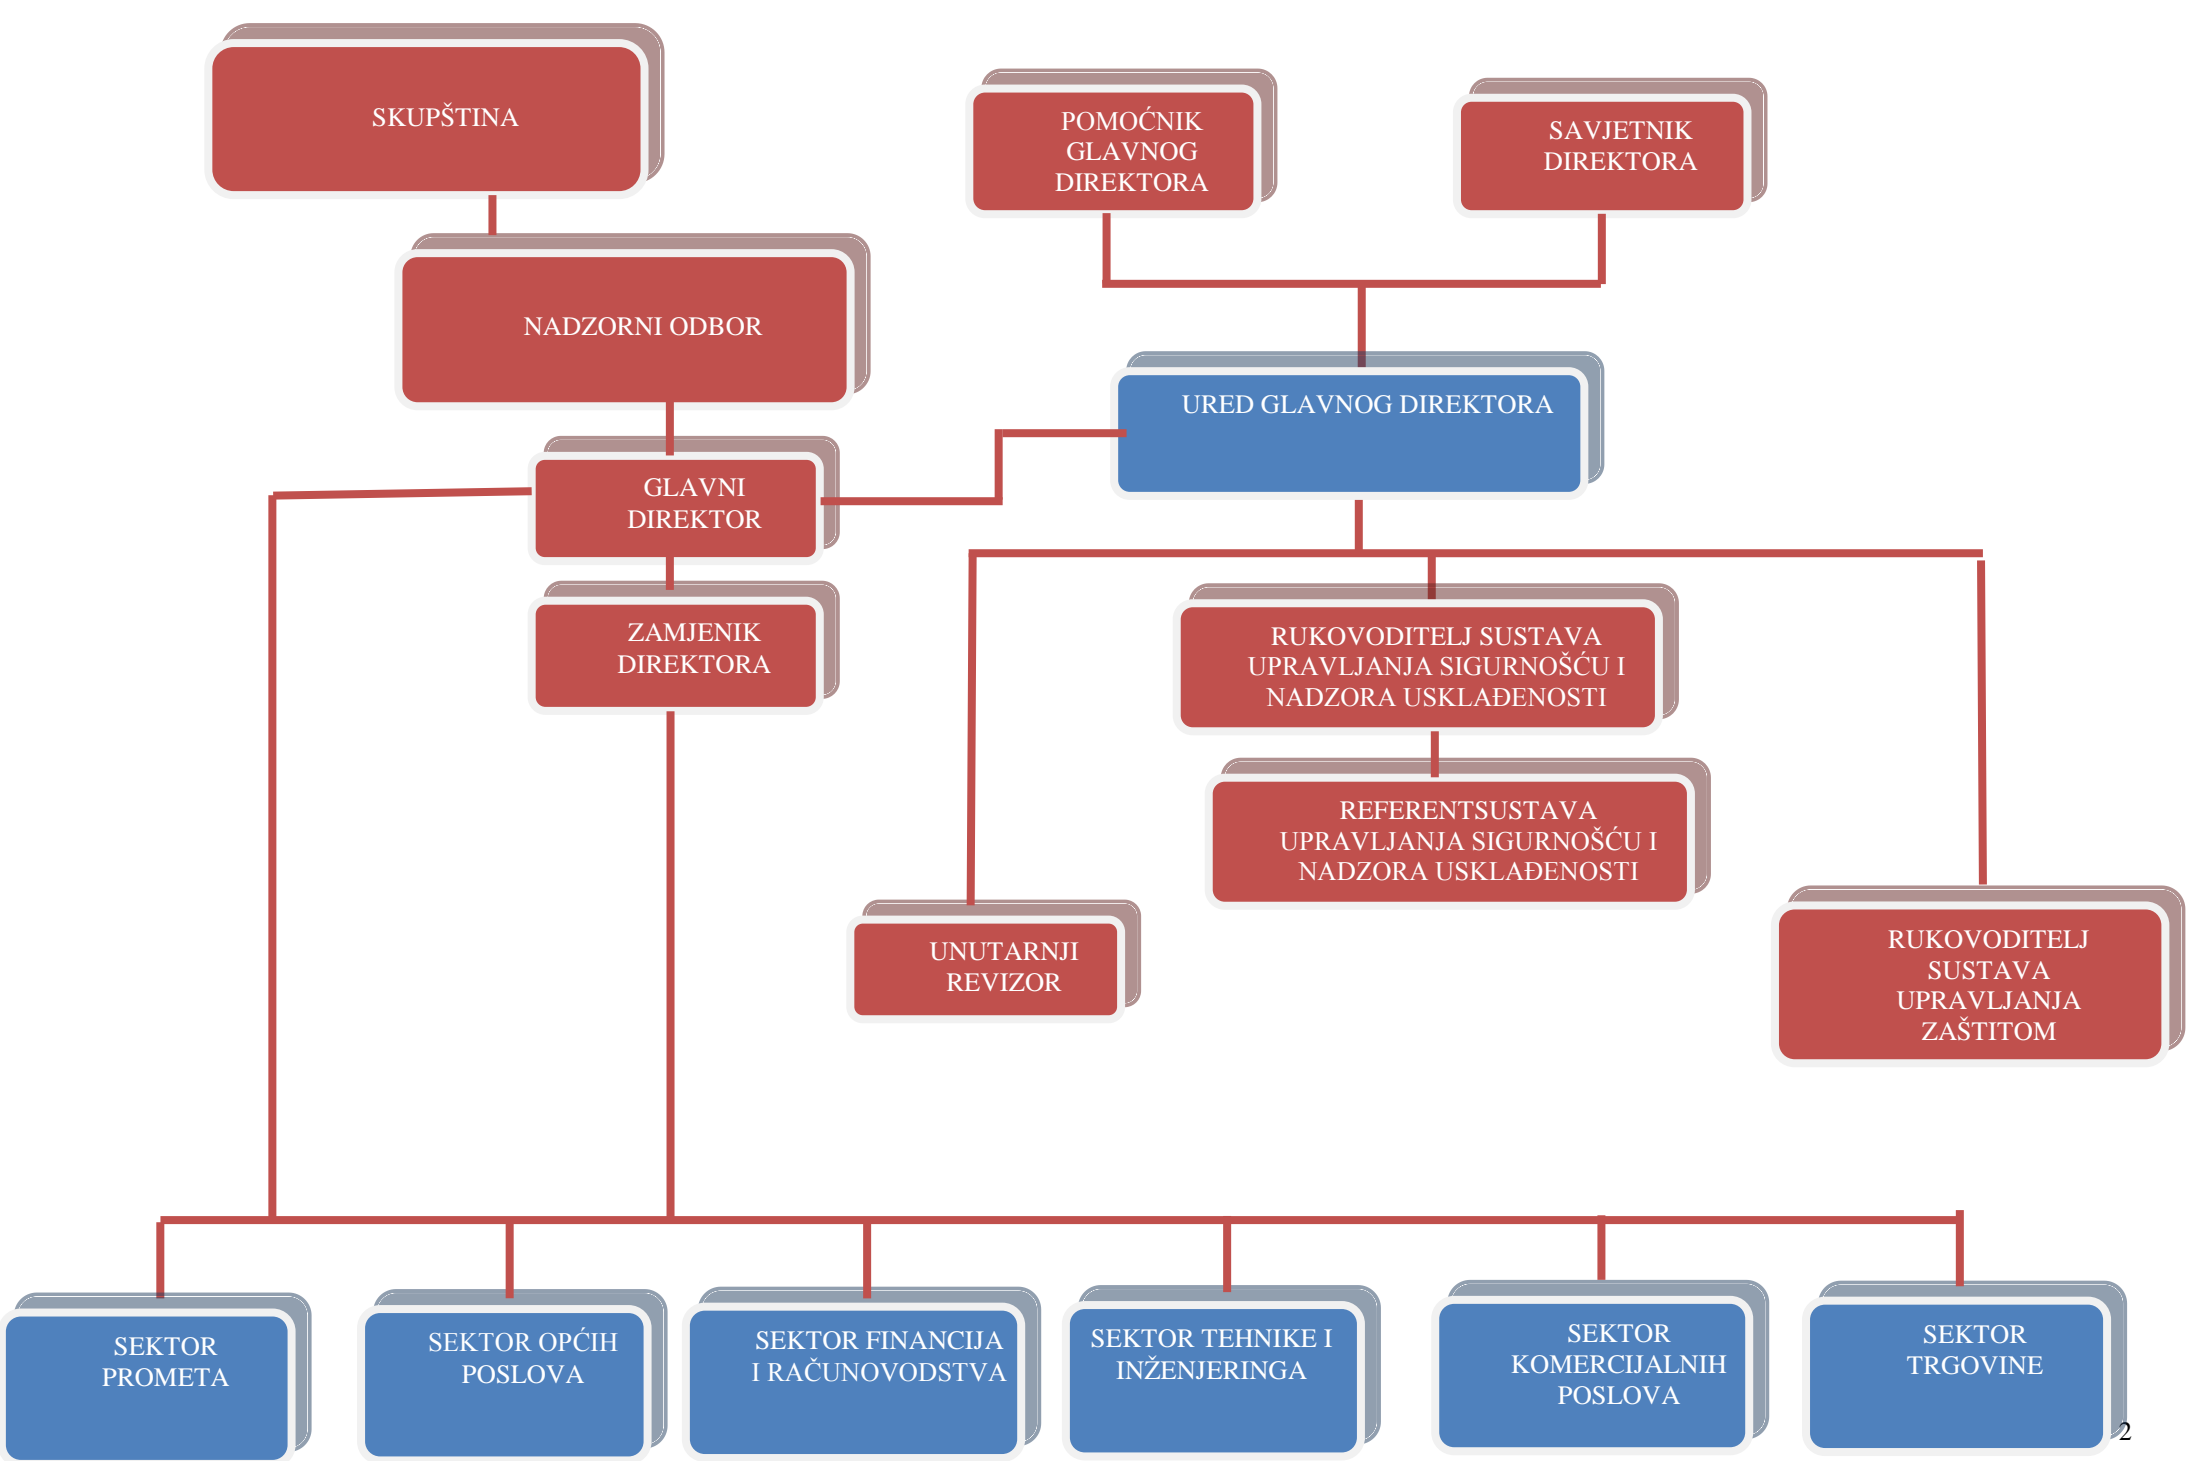 SKUPŠTINA
POMOĆNIK
GLAVNOG
DIREKTORA
SAVJETNIK
DIREKTORA
NADZORNI ODBOR
URED GLAVNOG DIREKTORA
GLAVNI
DIREKTOR
ZAMJENIK
DIREKTORA
RUKOVODITELJ SUSTAVA
UPRAVLJANJA SIGURNOŠĆU I
NADZORA USKLAĐENOSTI
REFERENTSUSTAVA
UPRAVLJANJA SIGURNOŠĆU I
NADZORA USKLAĐENOSTI
UNUTARNJI
REVIZOR
RUKOVODITELJ
SUSTAVA
UPRAVLJANJA
ZAŠTITOM
SEKTOR
PROMETA
SEKTOR OPĆIH
POSLOVA
SEKTOR FINANCIJA
I RAČUNOVODSTVA
SEKTOR TEHNIKE I
INŽENJERINGA
SEKTOR
KOMERCIJALNIH
POSLOVA
SEKTOR
TRGOVINE
2